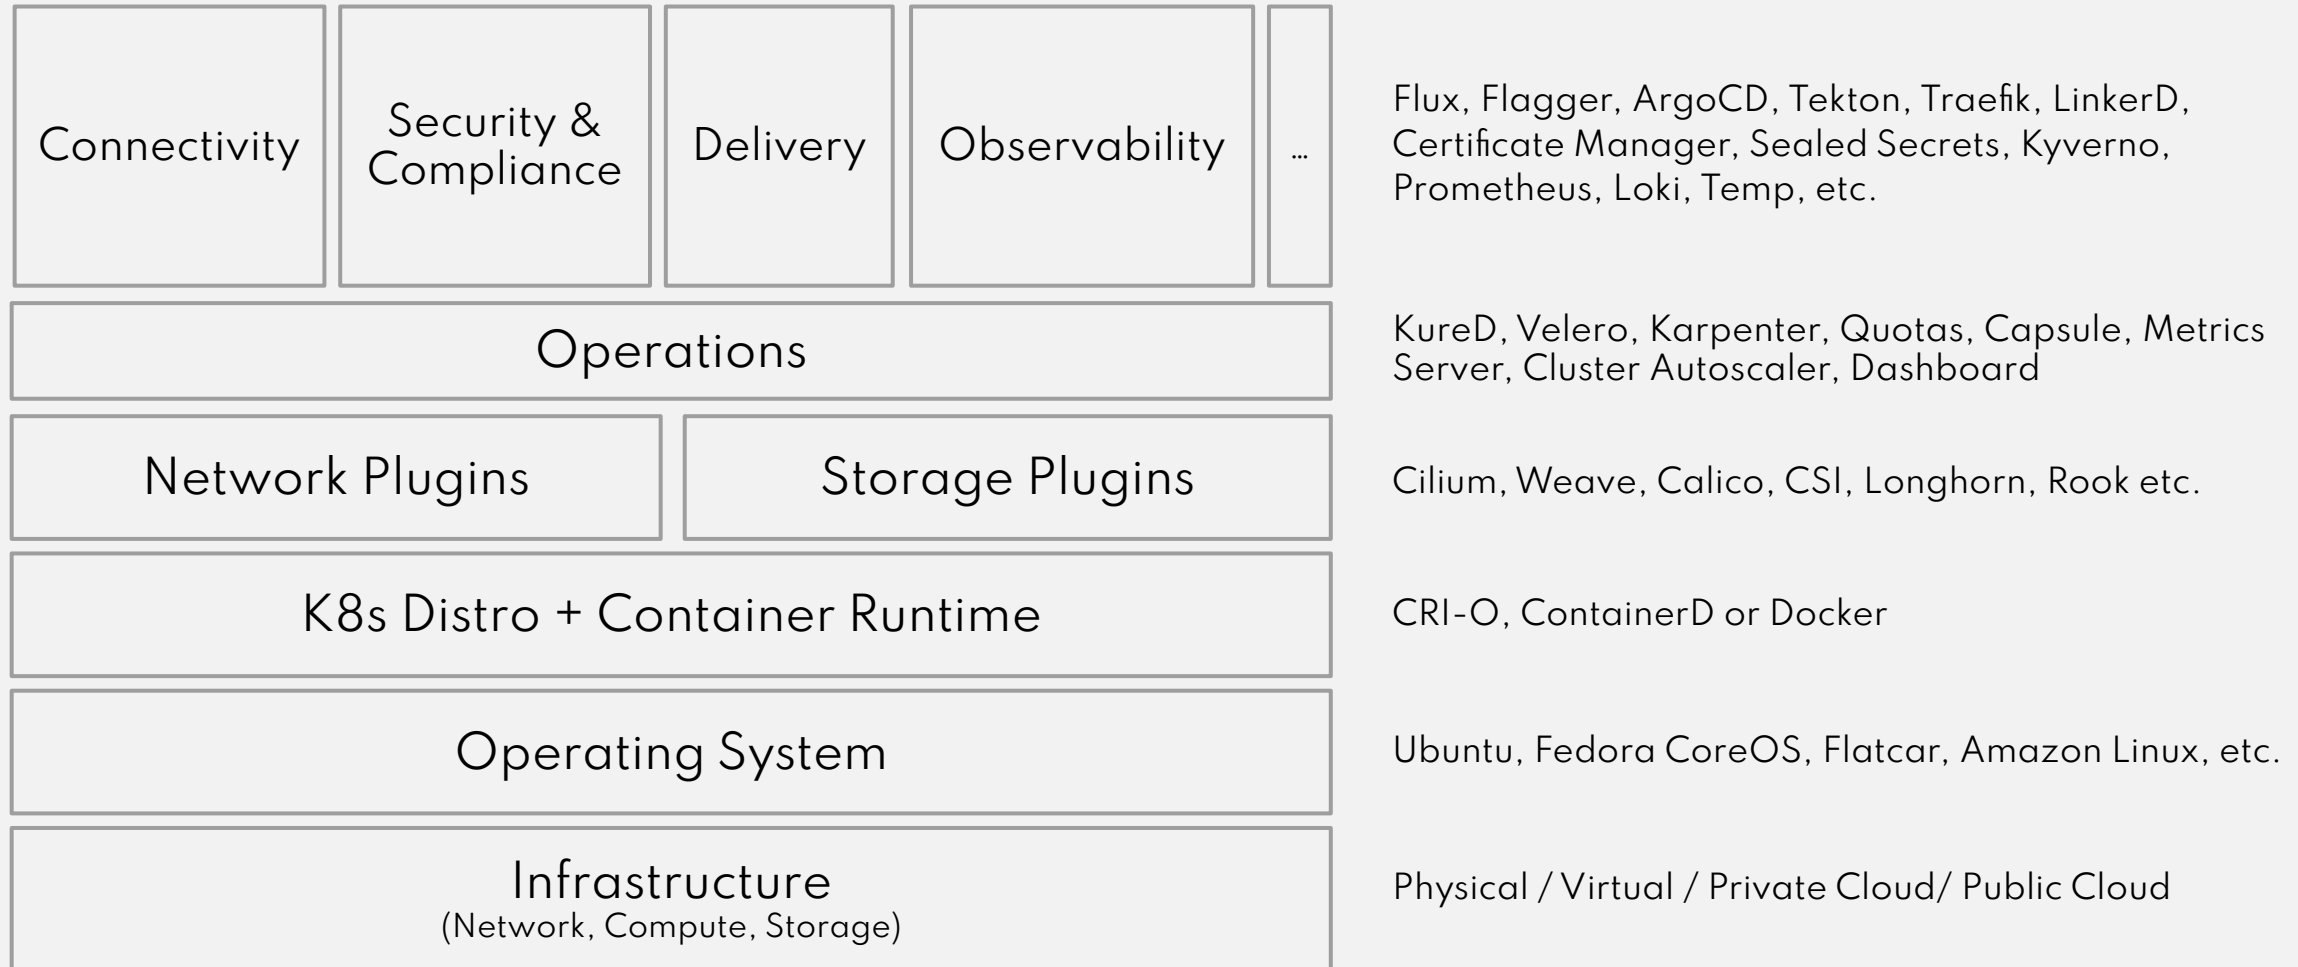 Connectivity
Security &
Compliance
Delivery
Observability
...
Flux, Flagger, ArgoCD, Tekton, Traefik, LinkerD,
Certificate Manager, Sealed Secrets, Kyverno,
Prometheus, Loki, Temp, etc.
Operations
KureD, Velero, Karpenter, Quotas, Capsule, Metrics
Server, Cluster Autoscaler, Dashboard
Network Plugins
Storage Plugins
Cilium, Weave, Calico, CSI, Longhorn, Rook etc.
K8s Distro + Container Runtime
CRI-O, ContainerD or Docker
Operating System
Ubuntu, Fedora CoreOS, Flatcar, Amazon Linux, etc.
Infrastructure
(Network, Compute, Storage)
Physical / Virtual / Private Cloud/ Public Cloud